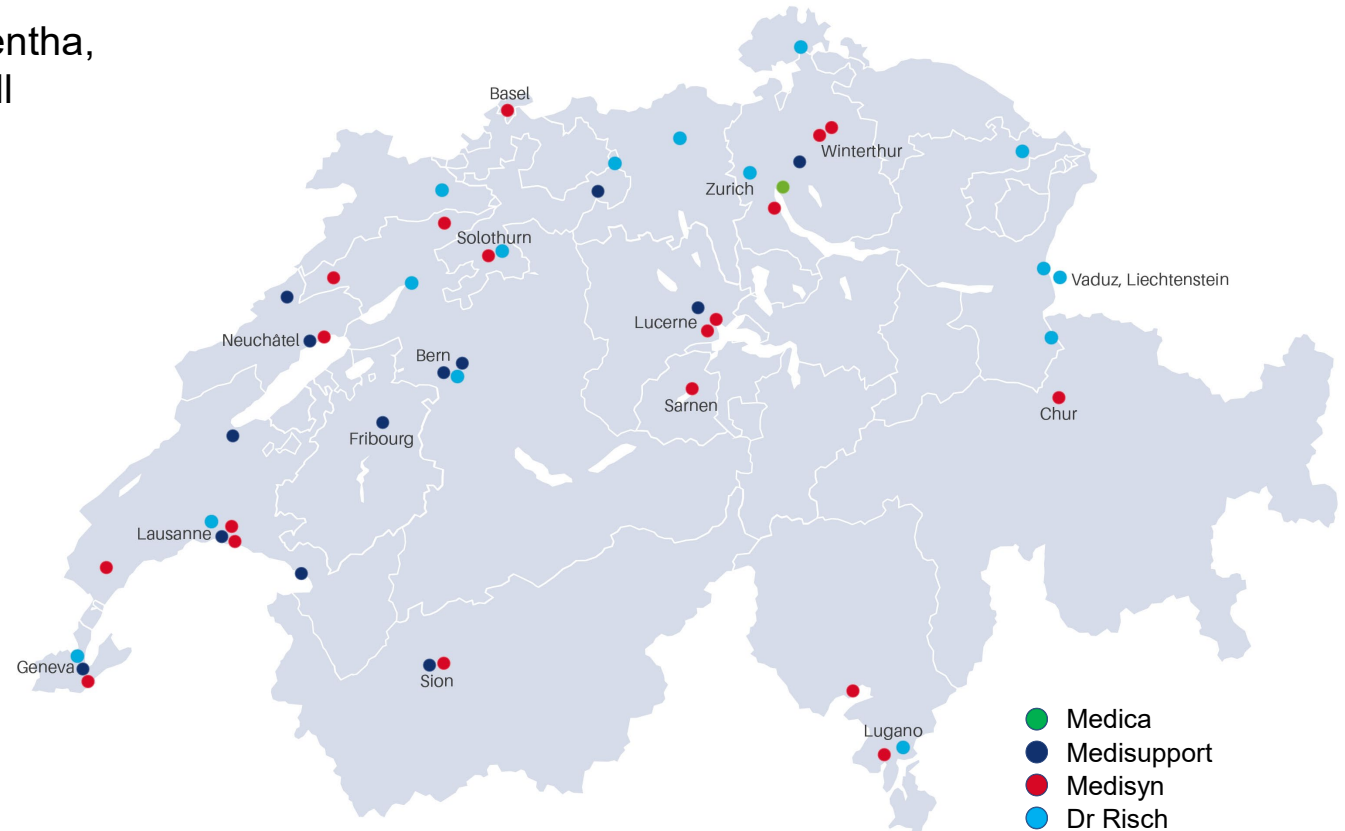 entha,
ll
Basel
Winterthur
Zurich
Solothurn
Vaduz, Liechtenstein
Lucerne
Neuchâtel
Bern
Sarnen
Chur
Fribourg
Lausanne
Geneva
Sion
Lugano
Medica
Medisupport
Medisyn
Dr Risch